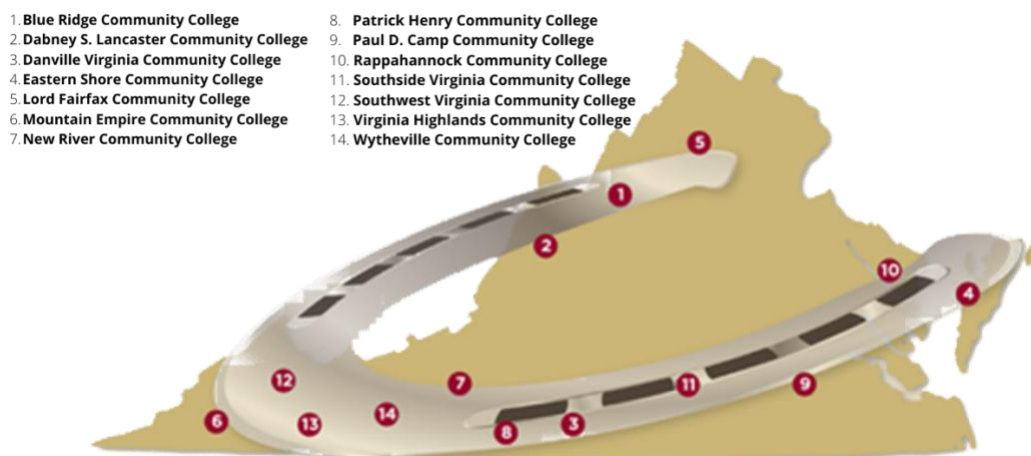 1. Blue Ridge Community College
2. Dabney S. Lancaster Community College
3. Danville Virginia Community College
4. Eastern Shore Community College
5. Lord Fairfax Community College
6. Mountain Empire Community College
7. New River Community College
8. Patrick Henry Community College
9. Paul D. Camp Community College
10. Rappahannock Community College
11. Southside Virginia Community College
12. Southwest Virginia Community College
13. Virginia Highlands Community College
14. Wytheville Community College
5
1
2
10
4
12
7
11
9
6
13
14
8
3